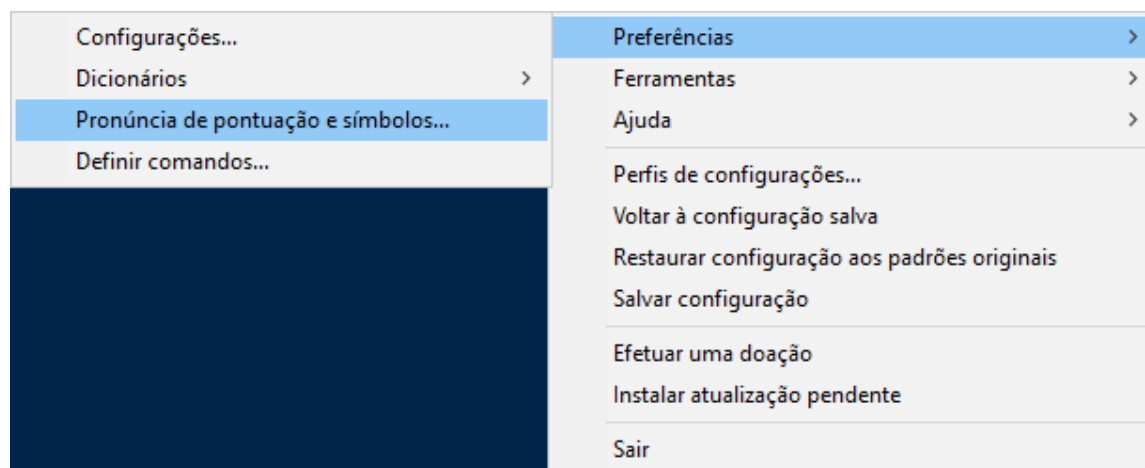 Configurações...
Dicionários
Pronúncia de pontuação e símbolos...
Definir comandos...
Preferências
Ferramentas
Ajuda
Perfis de configurações...
Voltar à configuração salva
Restaurar configuração aos padrões originais
Salvar configuração
Efetuar uma doação
Instalar atualização pendente
Sair